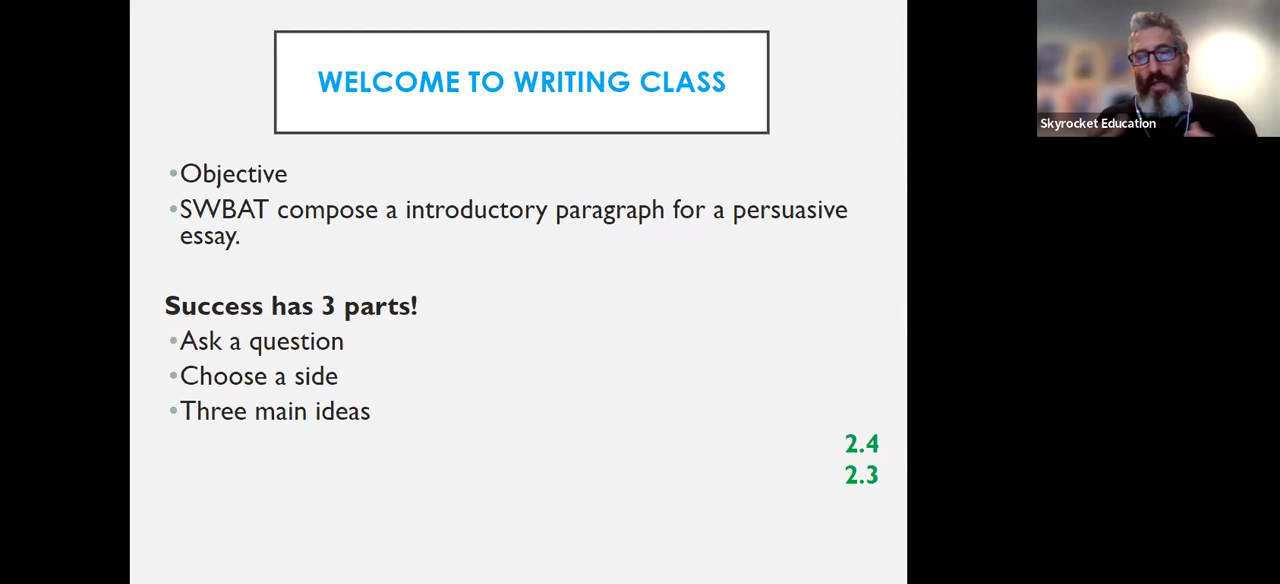 WELCOME TO WRITING CLASS
Skyrocket Education
•Objective
•SWBAT compose a introductory paragraph for a persuasive
essay.
Success has 3 parts!
•Ask a question
•Choose a side
•Three main ideas
2.4
2.3